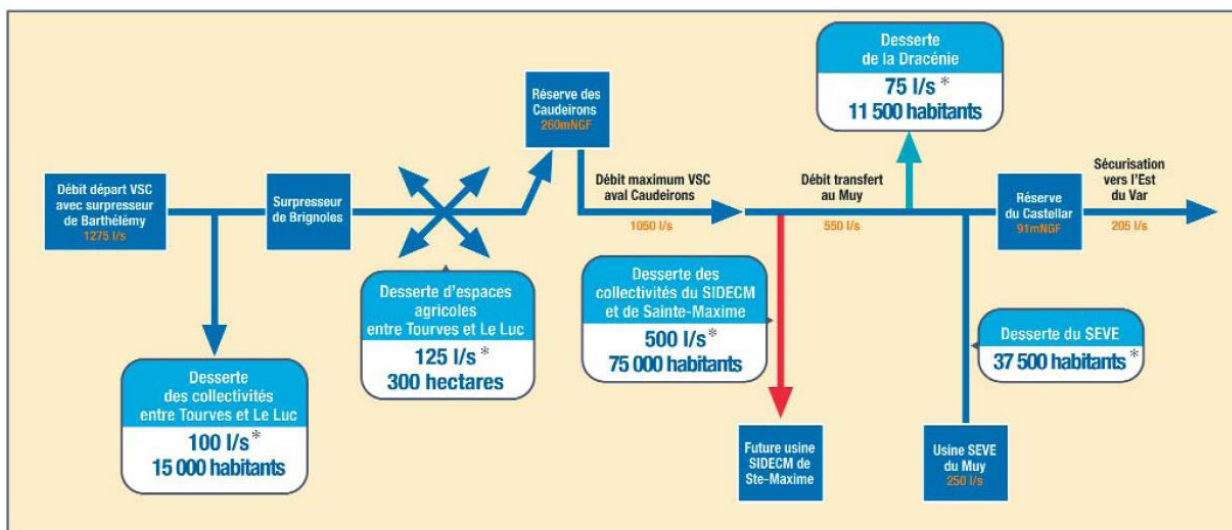 Débit départ VSC
avec surpresseur
de Barthélémy
1275 l/s
Desserte
des collectivités
entre Tourves et Le Luc
100 l/s *
15 000 habitants
Surpresseur
de Brignoles
Desserte d'espaces
agricoles
entre Tourves et Le Luc
125 l/s *
300 hectares
Réserve des
Caudeirons
260mNGF
Débit maximum VSC
aval Caudeirons
1050 l/s
Desserte des
collectivités du SIDECM
et de Sainte-Maxime
500 l/s *
75 000 habitants
Future usine
SIDECM de
Ste-Maxime
Débit transfert
au Muy
550 l/s
Desserte
de la Dracénie
75 l/s *
11 500 habitants
Desserte du SEVE
37 500 habitants *
Usine SEVE
du Muy
250 l/s
Réserve
du Castellar
91mNGF
Sécurisation
vers l'Est
du Var
205 l/s